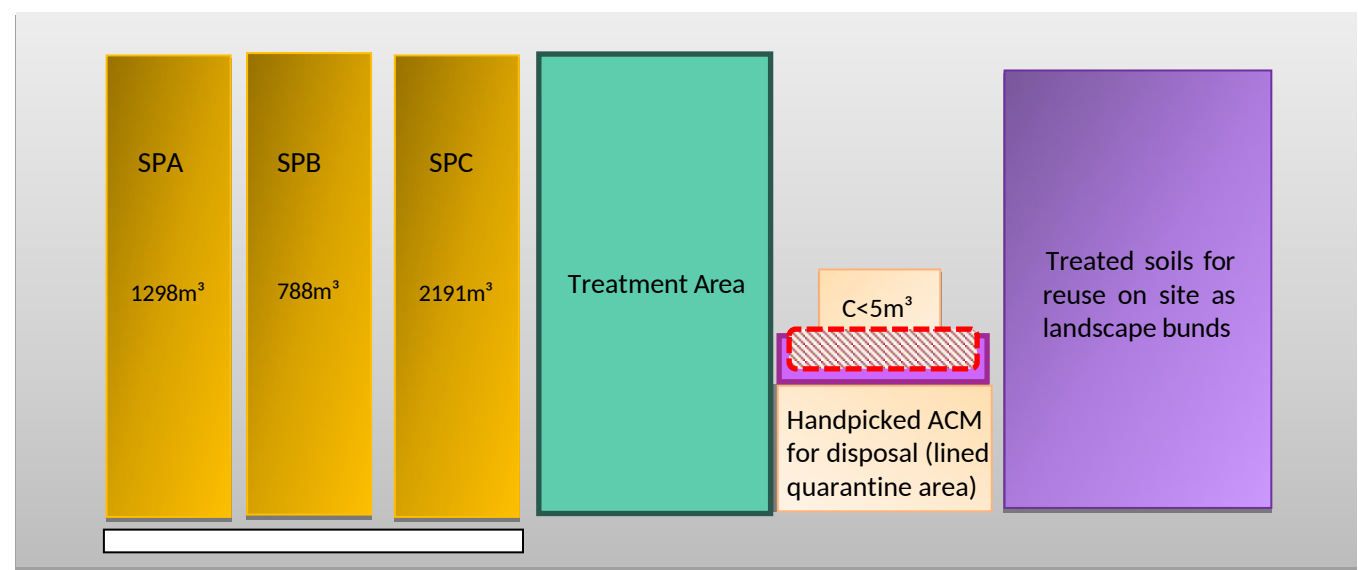 SPA
SPB
SPC
1298m³
788m³
2191m³
Treatment Area
C<5m³
Handpicked ACM
for disposal (lined
quarantine area)
Treated soils for
reuse on site as
landscape bunds